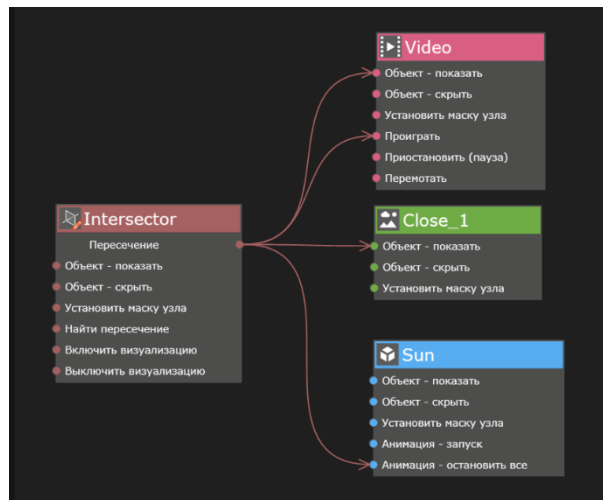 Video
Объект - показать
Объект - скрыть
Установить маску узла
Проиграть
Приостановить (пауза)
Перемотать
Intersector
Пересечение
Объект - показать
Объект - скрыть
Установить маску узла
Найти пересечение
Включить визуализацию
Выключить визуализацию
Close_1
Объект - показать
Объект - скрыть
Установить маску узла
Sun
Объект - показать
Объект - скрыть
Установить маску узла
Анимация - запуск
Анимация - остановить все